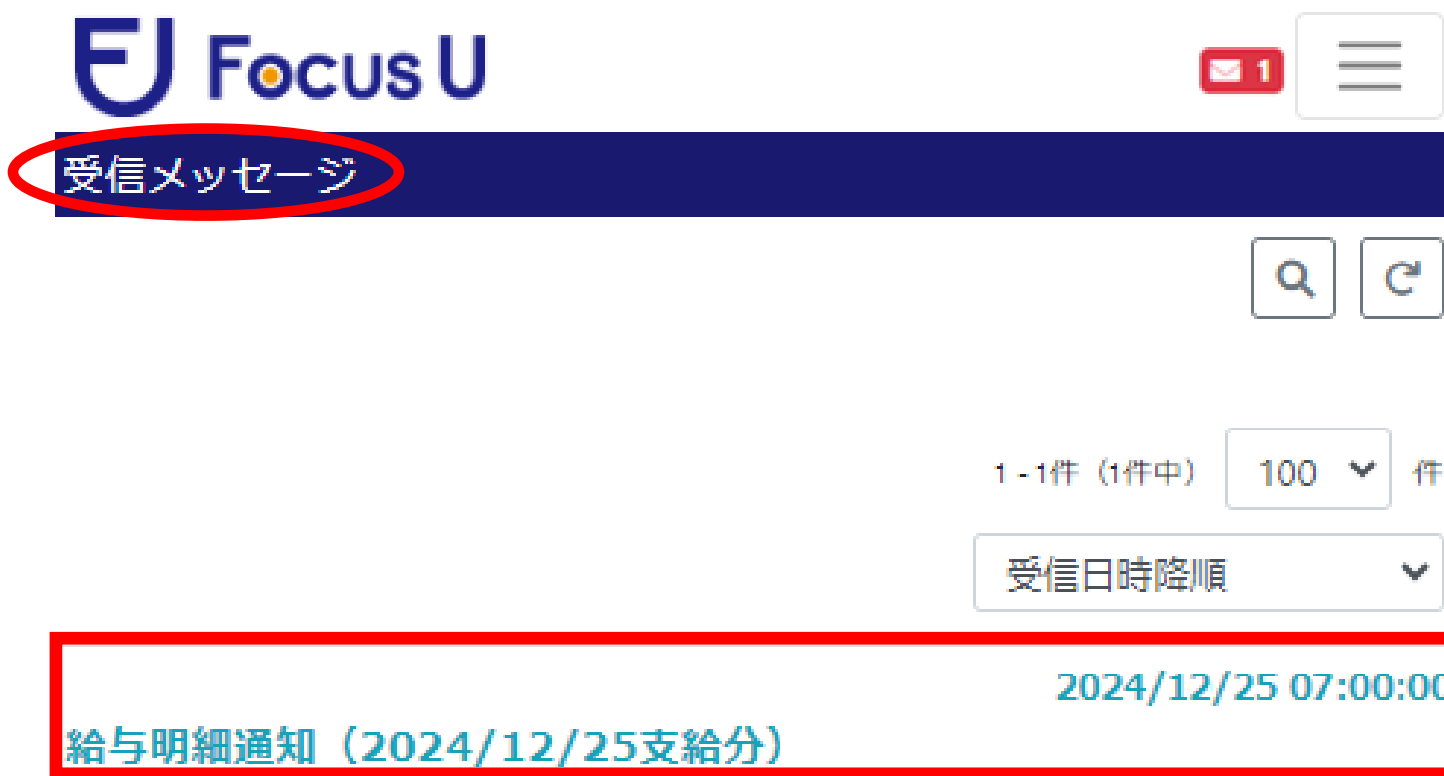 Focus U
1
受信メッセージ
1 - 1件（1件中） 100 件
受信日時降順
2024/12/25 07:00:00
給与明細通知（2024/12/25支給分）